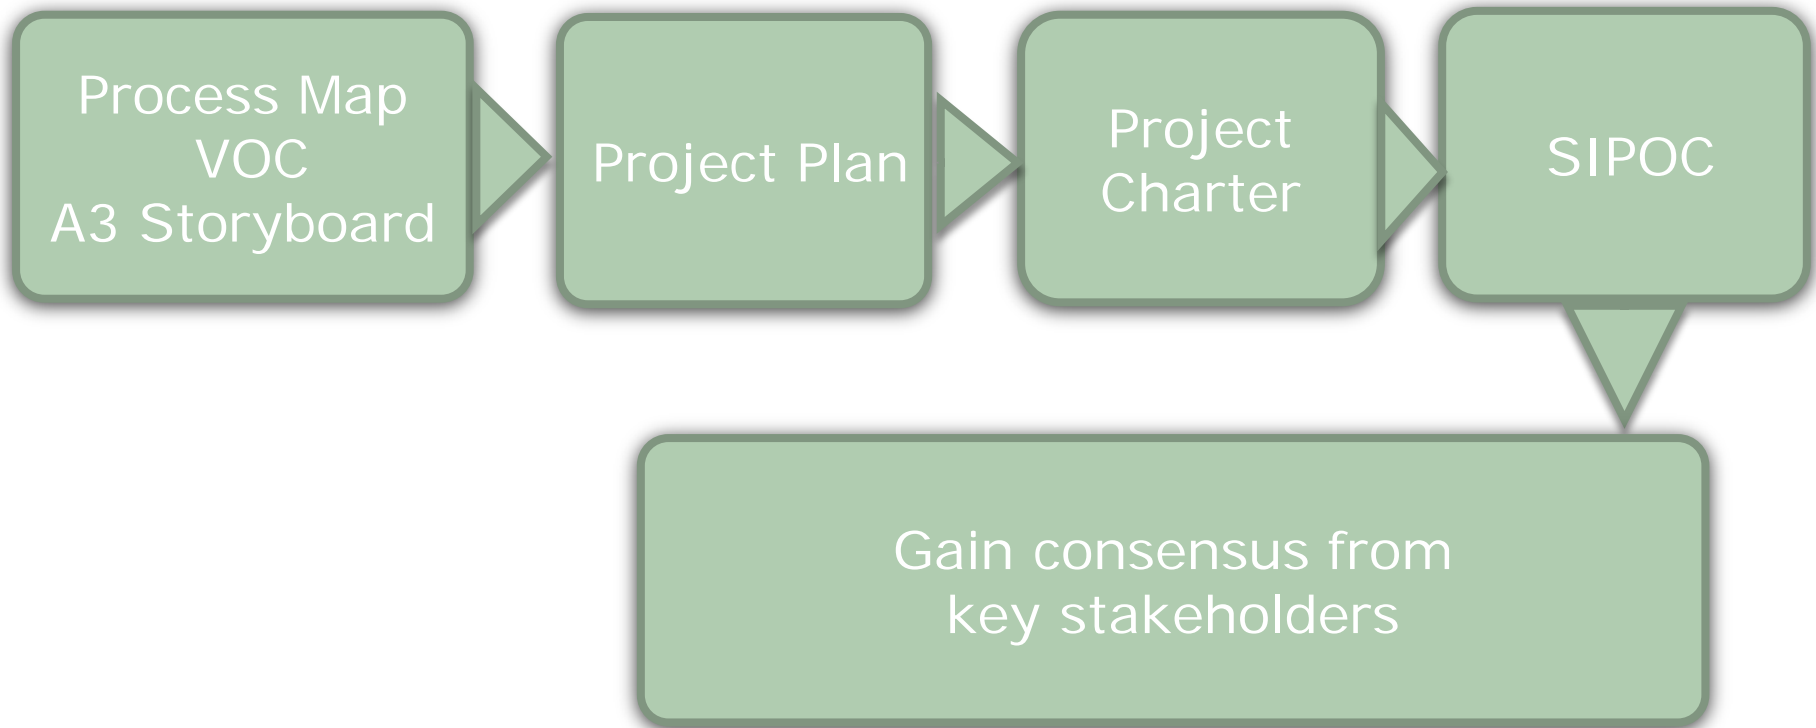 Process Map
VOC
A3 Storyboard
Project Plan
Project
Charter
SIPOC
Gain consensus from
key stakeholders